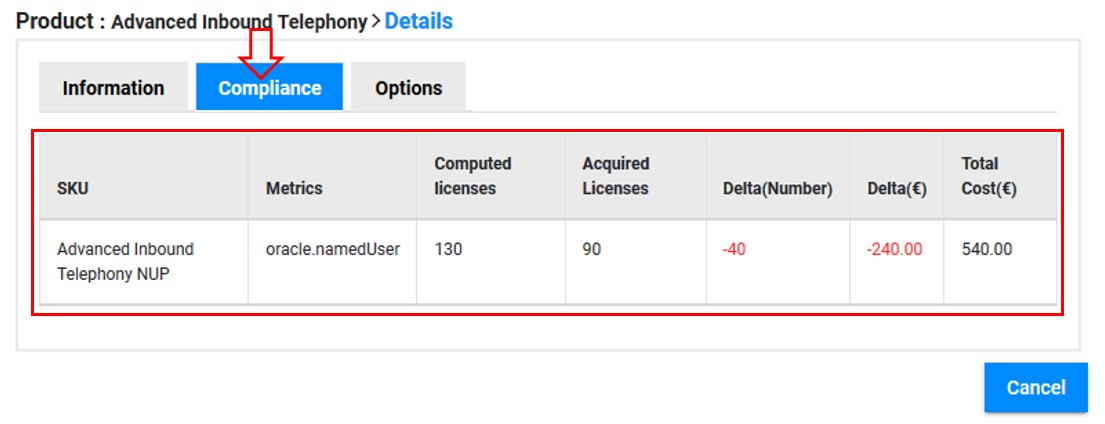 Product : Advanced Inbound Telephony > Details
Information Compliance Options
SKU Metrics Computed licenses Acquired Licenses Delta(Number) Delta(€) Total Cost(€)
Advanced Inbound Telephony NUP oracle.namedUser 130 90 -40 -240.00 540.00
Cancel